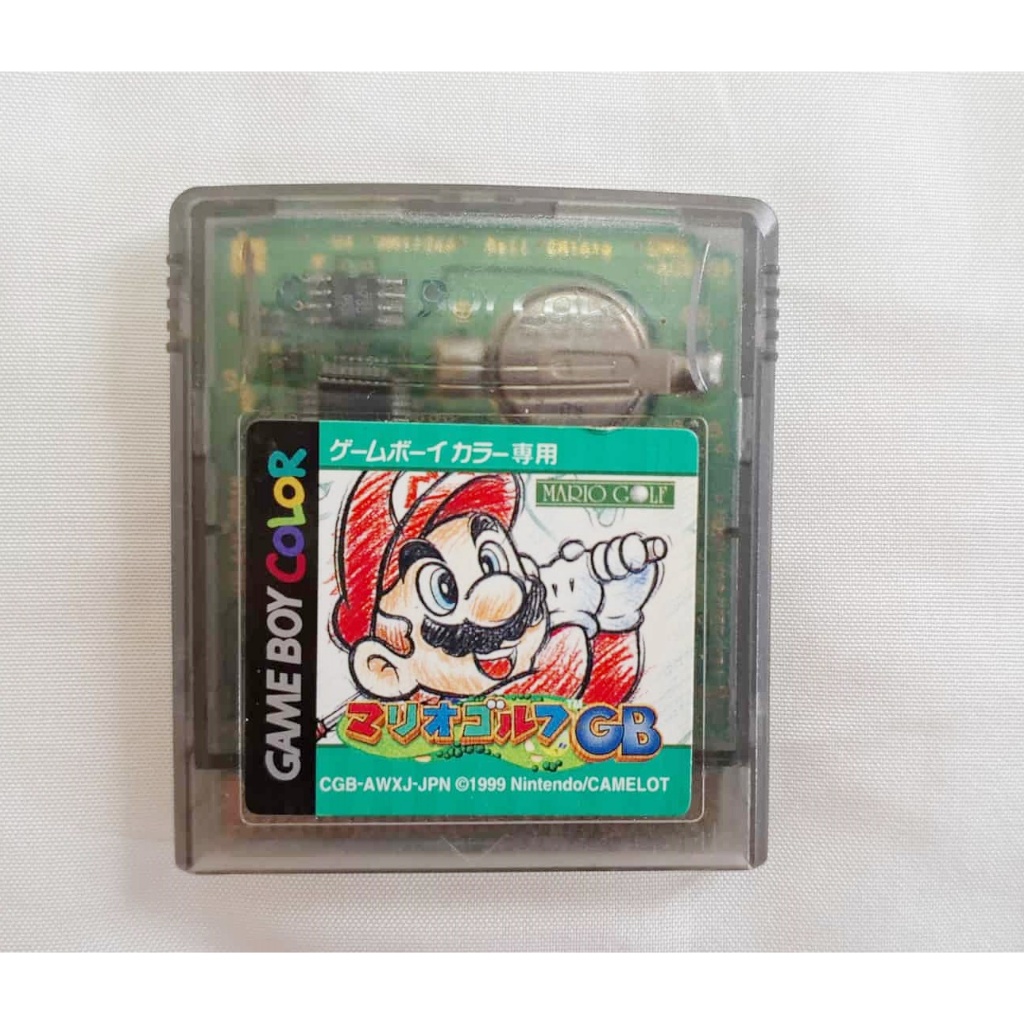 ゲームボーイ カラー専用
GAME BOY COLOR
MARIO GOLF
マリオゴルフGB
CGB-AWXJ-JPN ©1999 Nintendo/CAMELOT